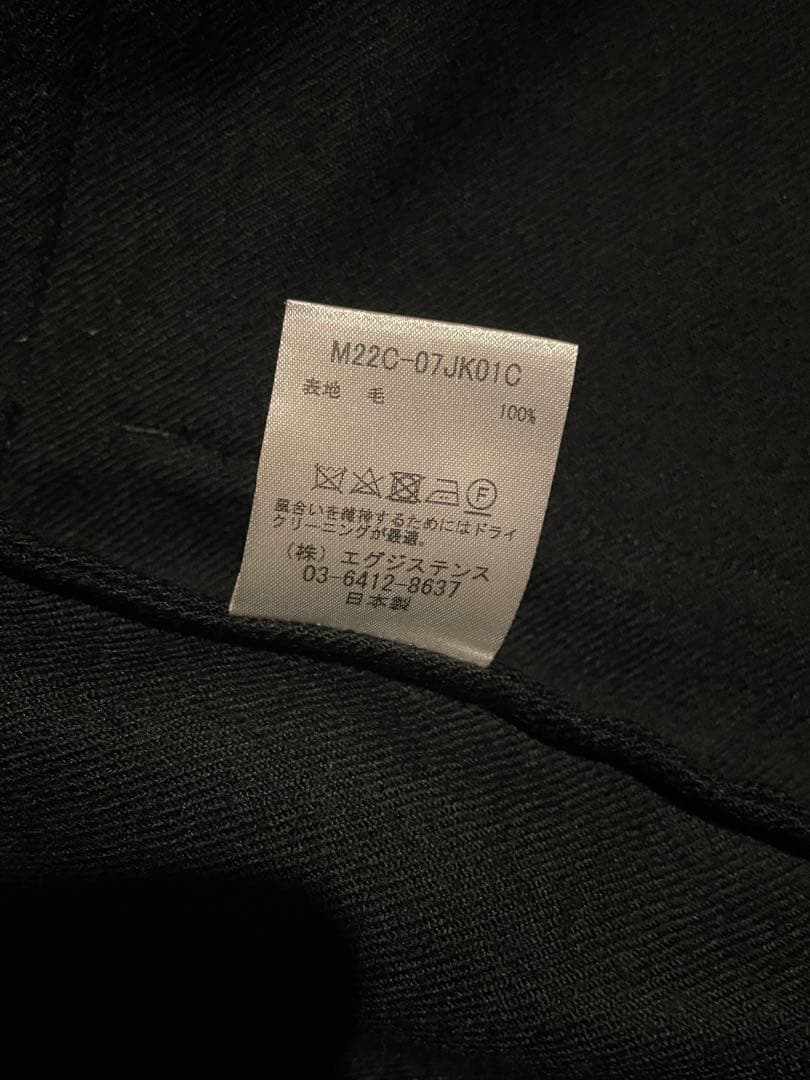 M22C-07JK01C
表地 毛 100%
F
風合いを維持するためにはドライ
クリーニングが最適。
(株) エグジステンス
03-6412-8637
日本製